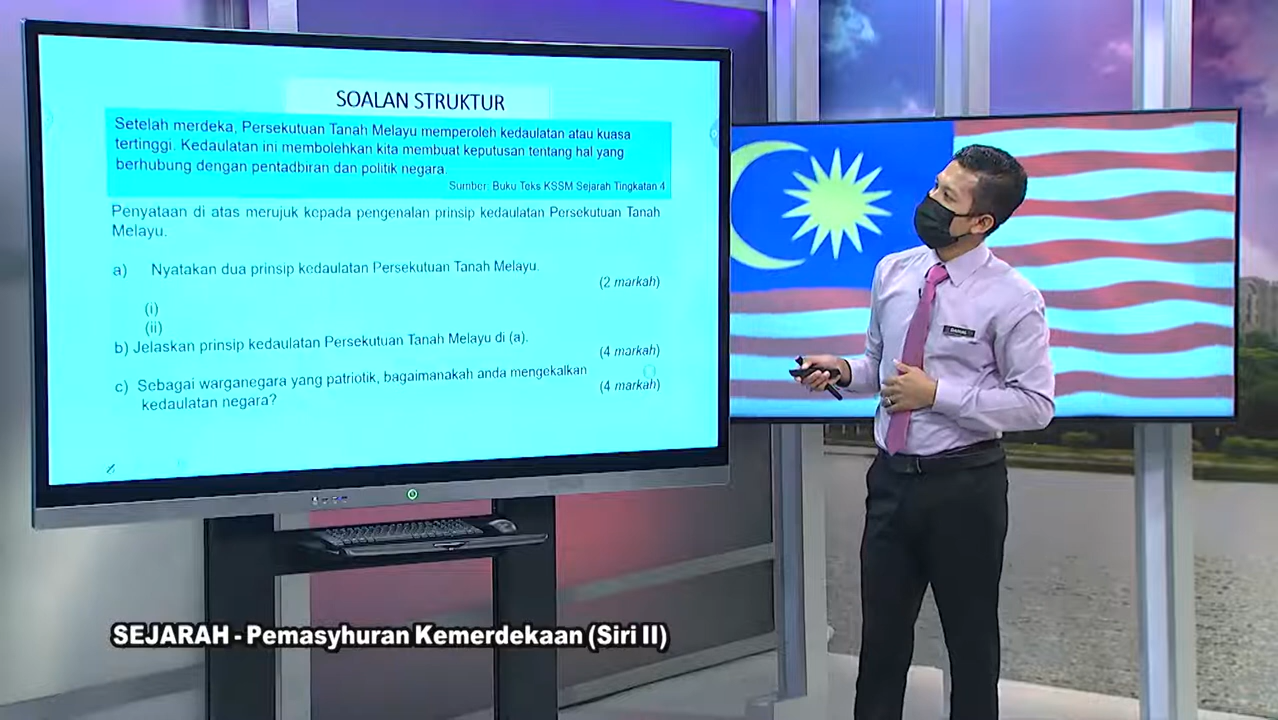 SOALAN STRUKTUR
Setelah merdeka, Persekutuan Tanah Melayu memperoleh kedaulatan atau kuasa
tertinggi. Kedaulatan ini membolehkan kita membuat keputusan tentang hal yang
berhubung dengan pentadbiran dan politik negara.
Sumber: Buku Teks KSSM Sejarah Tingkatan 4
Penyataan di atas merujuk kepada pengenalan prinsip kedaulatan Persekutuan Tanah
Melayu.
a) Nyatakan dua prinsip kedaulatan Persekutuan Tanah Melayu.
(2 markah)
(i)
(ii)
b) Jelaskan prinsip kedaulatan Persekutuan Tanah Melayu di (a).
(4 markah)
c) Sebagai warganegara yang patriotik, bagaimanakah anda mengekalkan
kedaulatan negara?
(4 markah)
SEJARAH - Pemasyhuran Kemerdekaan (Siri II)